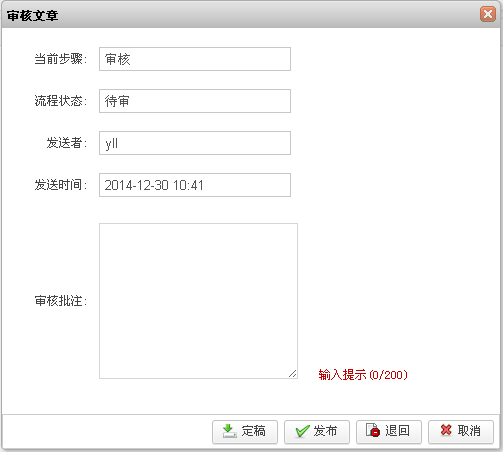 审核文章
当前步骤: 审核
流程状态: 待审
发送者: yll
发送时间: 2014-12-30 10:41
审核批注:
输入提示(0/200)
定稿 发布 退回 取消